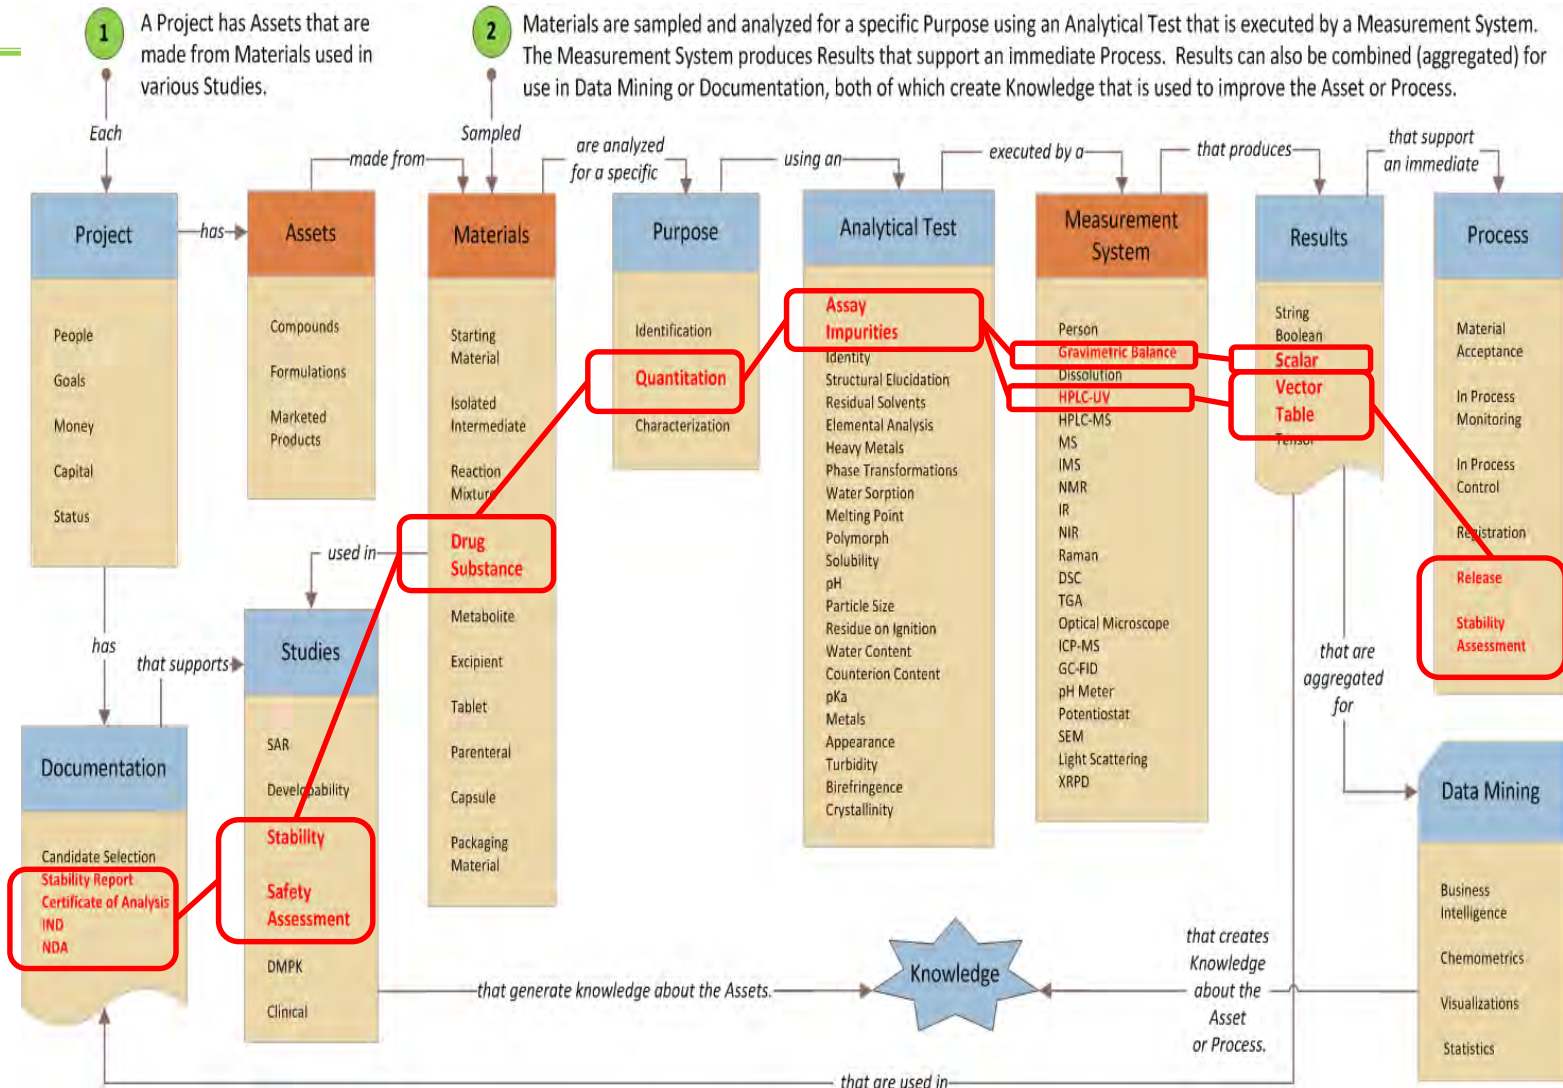 1
A Project has Assets that are
made from Materials used in
various Studies.
2
Materials are sampled and analyzed for a specific Purpose using an Analytical Test that is executed by a Measurement System.
The Measurement System produces Results that support an immediate Process. Results can also be combined (aggregated) for
use in Data Mining or Documentation, both of which create Knowledge that is used to improve the Asset or Process.
Each
Sampled
made from
are analyzed
for a specific
using an
executed by a
that produces
that support
an immediate
Project
People
Goals
Money
Capital
Status
has
Assets
Compounds
Formulations
Marketed
Products
Materials
Starting
Material
Isolated
Intermediate
Reaction
Mixture
Drug
Substance
Metabolite
Excipient
Tablet
Parenteral
Capsule
Packaging
Material
Purpose
Identification
Quantitation
Characterization
Analytical Test
Assay
Impurities
Identity
Structural Elucidation
Residual Solvents
Elemental Analysis
Heavy Metals
Phase Transformations
Water Sorption
Melting Point
Polymorph
Solubility
pH
Particle Size
Residue on Ignition
Water Content
Counterion Content
pKa
Metals
Appearance
Turbidity
Birefringence
Crystallinity
Measurement
System
Person
Gravimetric Balance
Dissolution
HPLC-UV
HPLC-MS
MS
IMS
NMR
IR
NIR
Raman
DSC
TGA
Optical Microscope
ICP-MS
GC-FID
pH Meter
Potentiostat
SEM
Light Scattering
XRPD
Results
String
Boolean
Scalar
Vector
Table
Tensor
Process
Material
Acceptance
In Process
Monitoring
In Process
Control
Registration
Release
Stability
Assessment
used in
has
that supports
Studies
SAR
Developability
Stability
Safety
Assessment
DMPK
Clinical
Documentation
Candidate Selection
Stability Report
Certificate of Analysis
IND
NDA
that are
aggregated
for
Data Mining
Business
Intelligence
Chemometrics
Visualizations
Statistics
that generate knowledge about the Assets.
Knowledge
that creates
Knowledge
about the
Asset
or Process.
that are used in